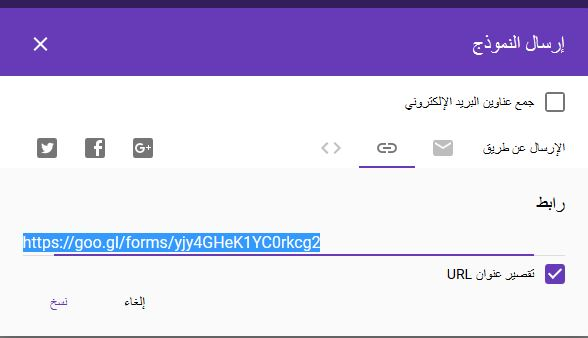 إرسال النموذج
جمع عناوين البريد الإلكتروني
الإرسال عن طريق
رابط
https://goo.gl/forms/yjy4GHeK1YC0rkcg2
تقصير عنوان URL
إلغاء نسخ